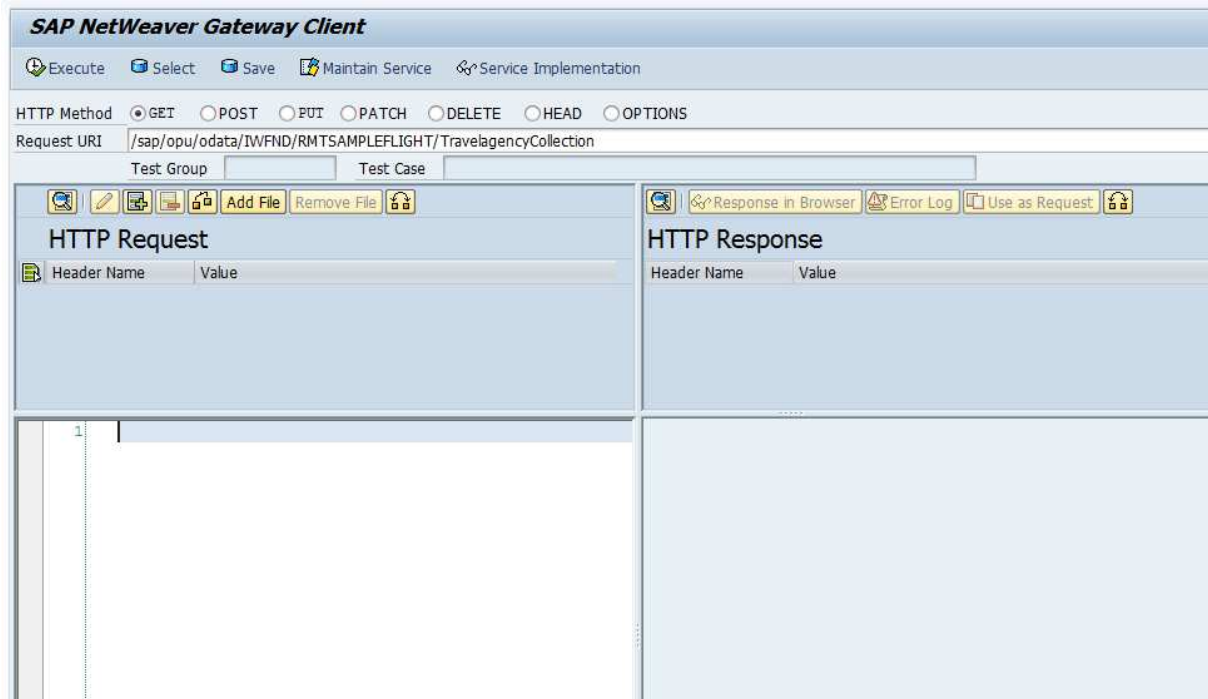 SAP NetWeaver Gateway Client
Execute Select Save Maintain Service Service Implementation
HTTP Method GET POST PUT PATCH DELETE HEAD OPTIONS
Request URI /sap/opu/odata/IWFND/RMTSAMPLEFLIGHT/TravelagencyCollection
Test Group Test Case
Add File Remove File Response in Browser Error Log Use as Request
HTTP Request HTTP Response
Header Name Value Header Name Value
1